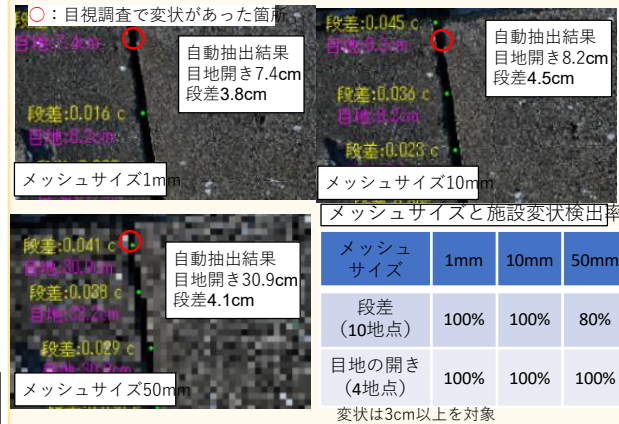 ○：目視調査で変状があった箇所
自動抽出結果
目地開き7.4cm
段差3.8cm
段差:0.016 c
目地:8.2cm
メッシュサイズ1mm
段差:0.045 c
自動抽出結果
目地開き8.2cm
段差4.5cm
段差:0.036 c
目地:8.2cm
段差:0.023 c
メッシュサイズ10mm
段差:0.041 c
目地:30.9cm
自動抽出結果
目地開き30.9cm
段差4.1cm
段差:0.038 c
段差:0.029 c
メッシュサイズ50mm
メッシュサイズと施設変状検出率
メッシュ
サイズ
1mm
10mm
50mm
段差
（10地点）
100%
100%
80%
目地の開き
（4地点）
100%
100%
100%
変状は3cm以上を対象